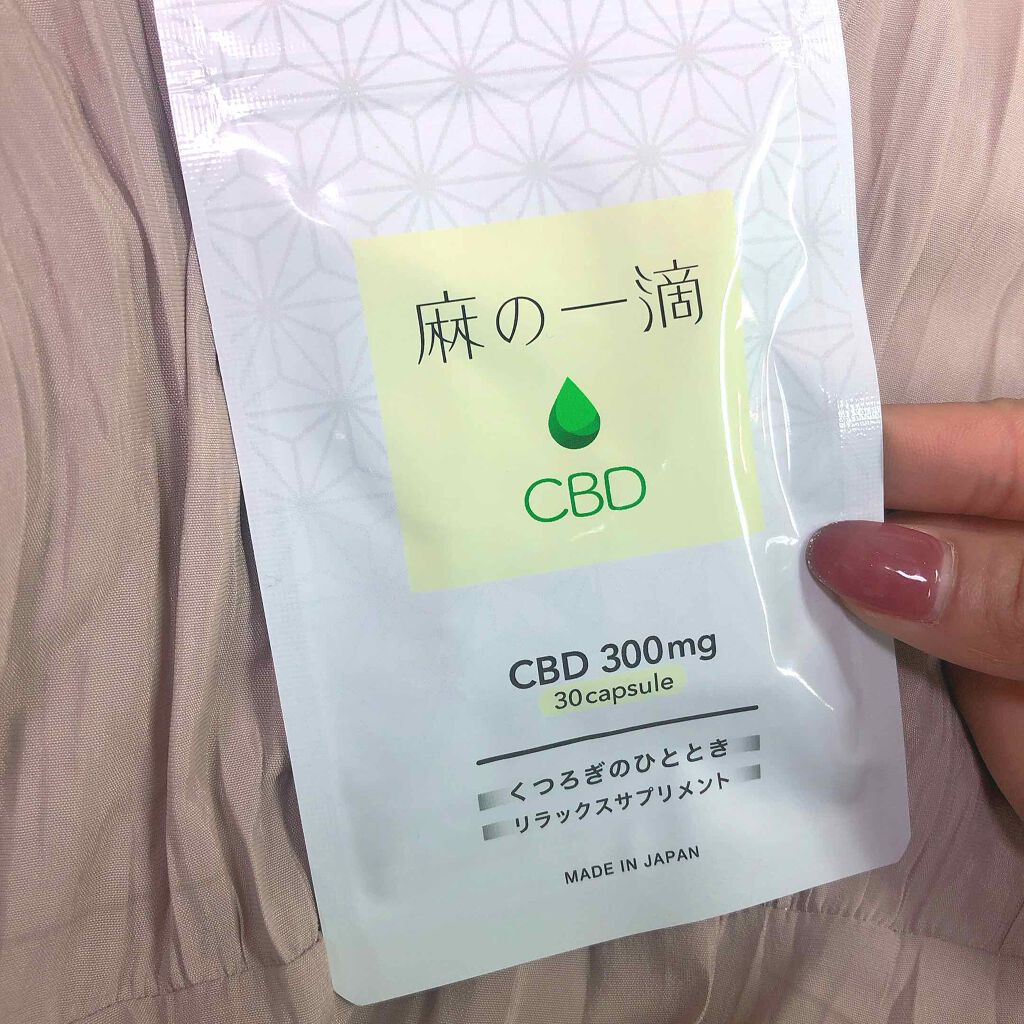 麻の一滴
CBD
CBD 300mg
30capsule
くつろぎのひととき
リラックスサプリメント
MADE IN JAPAN